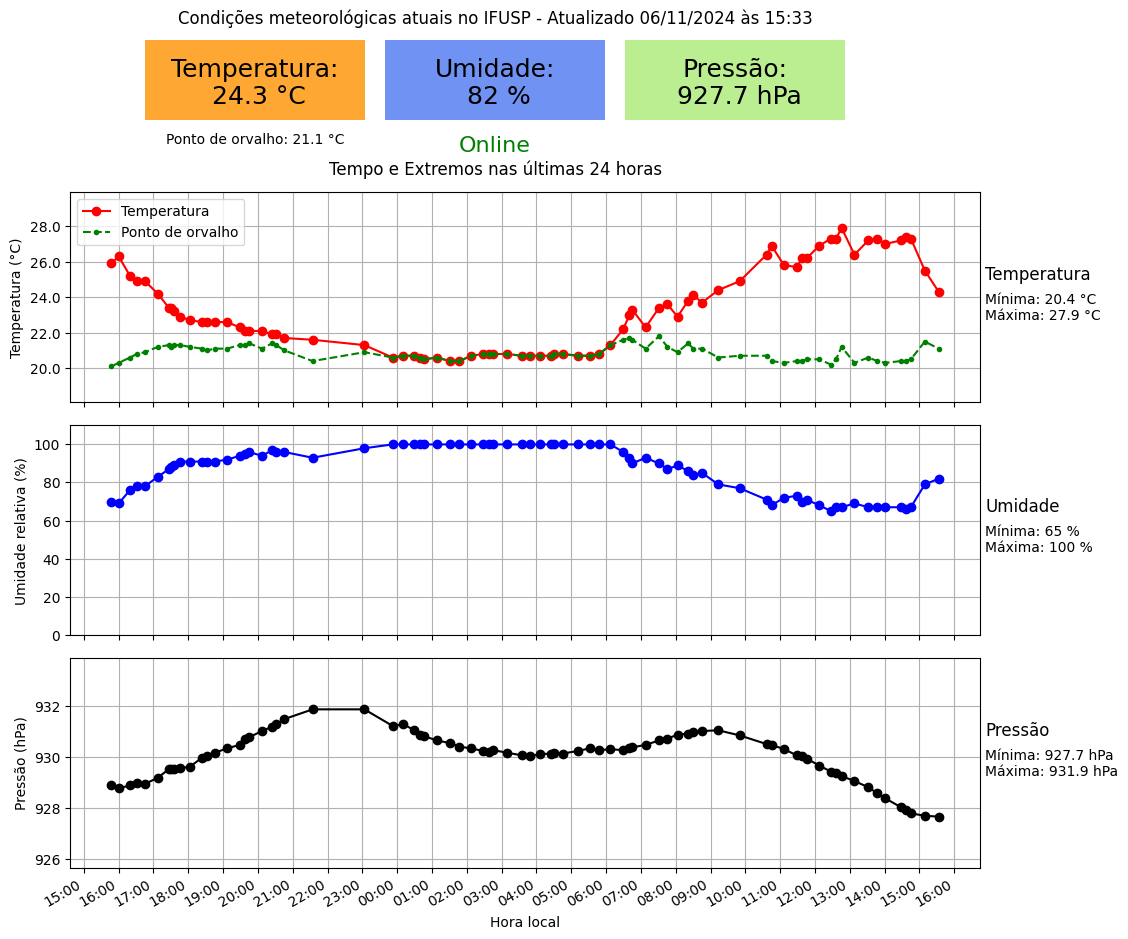 Condições meteorológicas atuais no IFUSP - Atualizado 06/11/2024 às 15:33
Temperatura:
24.3 °C
Umidade:
82 %
Pressão:
927.7 hPa
Ponto de orvalho: 21.1 °C
Online
Tempo e Extremos nas últimas 24 horas
Temperatura
Ponto de orvalho
Temperatura (°C)
28.0
26.0
24.0
22.0
20.0
Temperatura
Mínima: 20.4 °C
Máxima: 27.9 °C
Umidade relativa (%)
100
80
60
40
20
0
Umidade
Mínima: 65 %
Máxima: 100 %
Pressão (hPa)
932
930
928
926
Pressão
Mínima: 927.7 hPa
Máxima: 931.9 hPa
15:00
16:00
17:00
18:00
19:00
20:00
21:00
22:00
23:00
00:00
01:00
02:00
03:00
04:00
05:00
06:00
07:00
08:00
09:00
10:00
11:00
12:00
13:00
14:00
15:00
16:00
Hora local